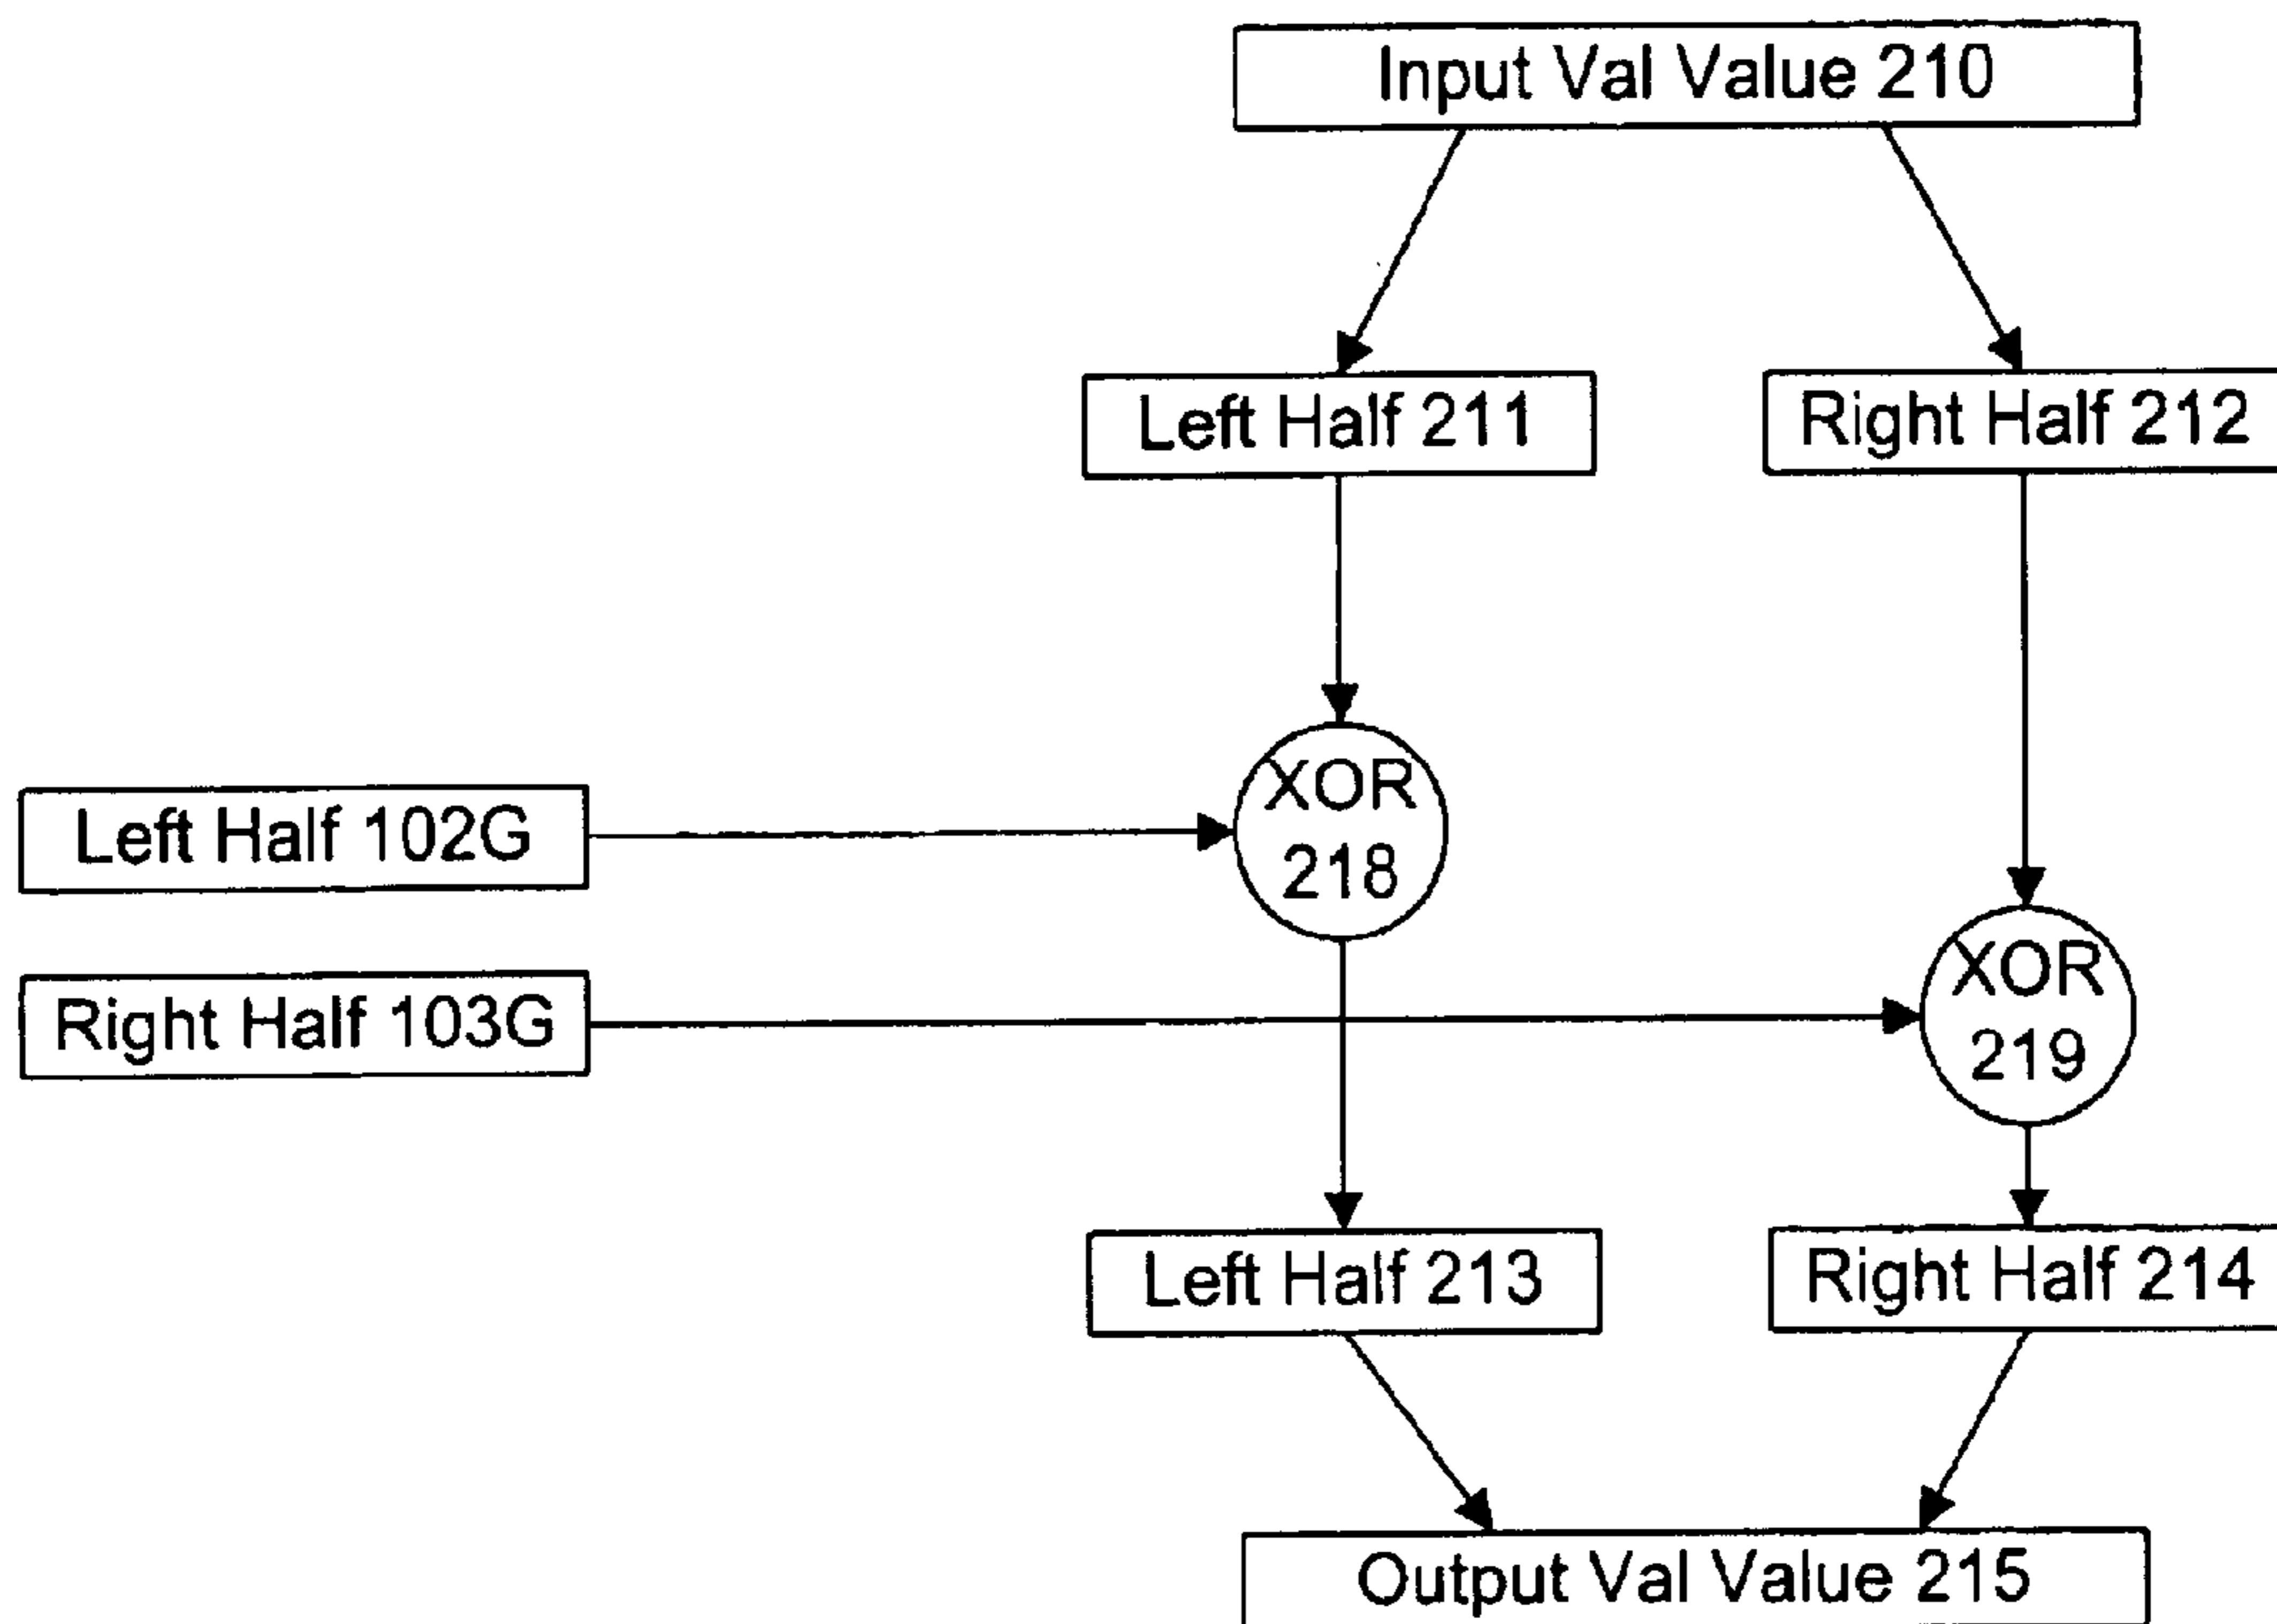 Input Val Value 210
Left Half 211
Right Half 212
XOR
218
Left Half 102G
XOR
219
Right Half 103G
Left Half 213
Right Half 214
Output Val Value 215